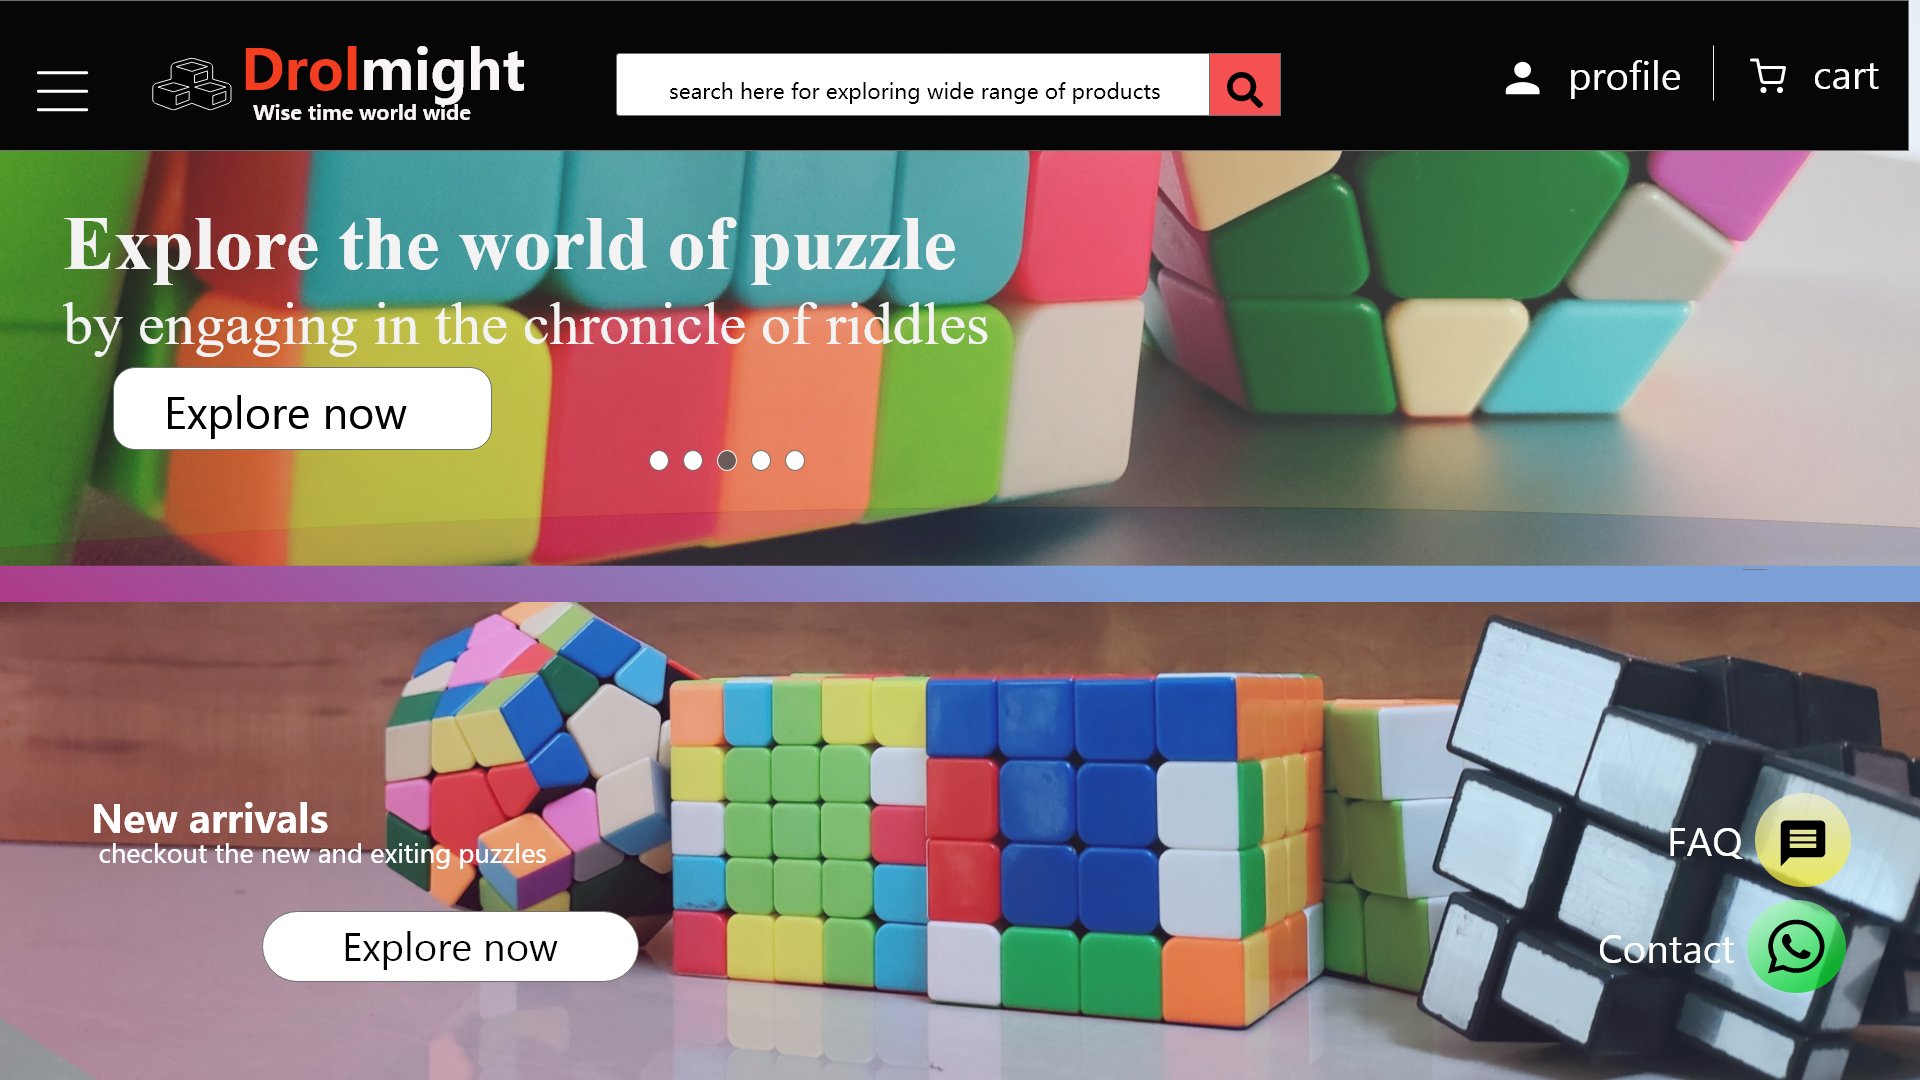 Drolmight
Wise time world wide
search here for exploring wide range of products
profile
cart
Explore the world of puzzle
by engaging in the chronicle of riddles
Explore now
New arrivals
checkout the new and exiting puzzles
Explore now
FAQ
Contact